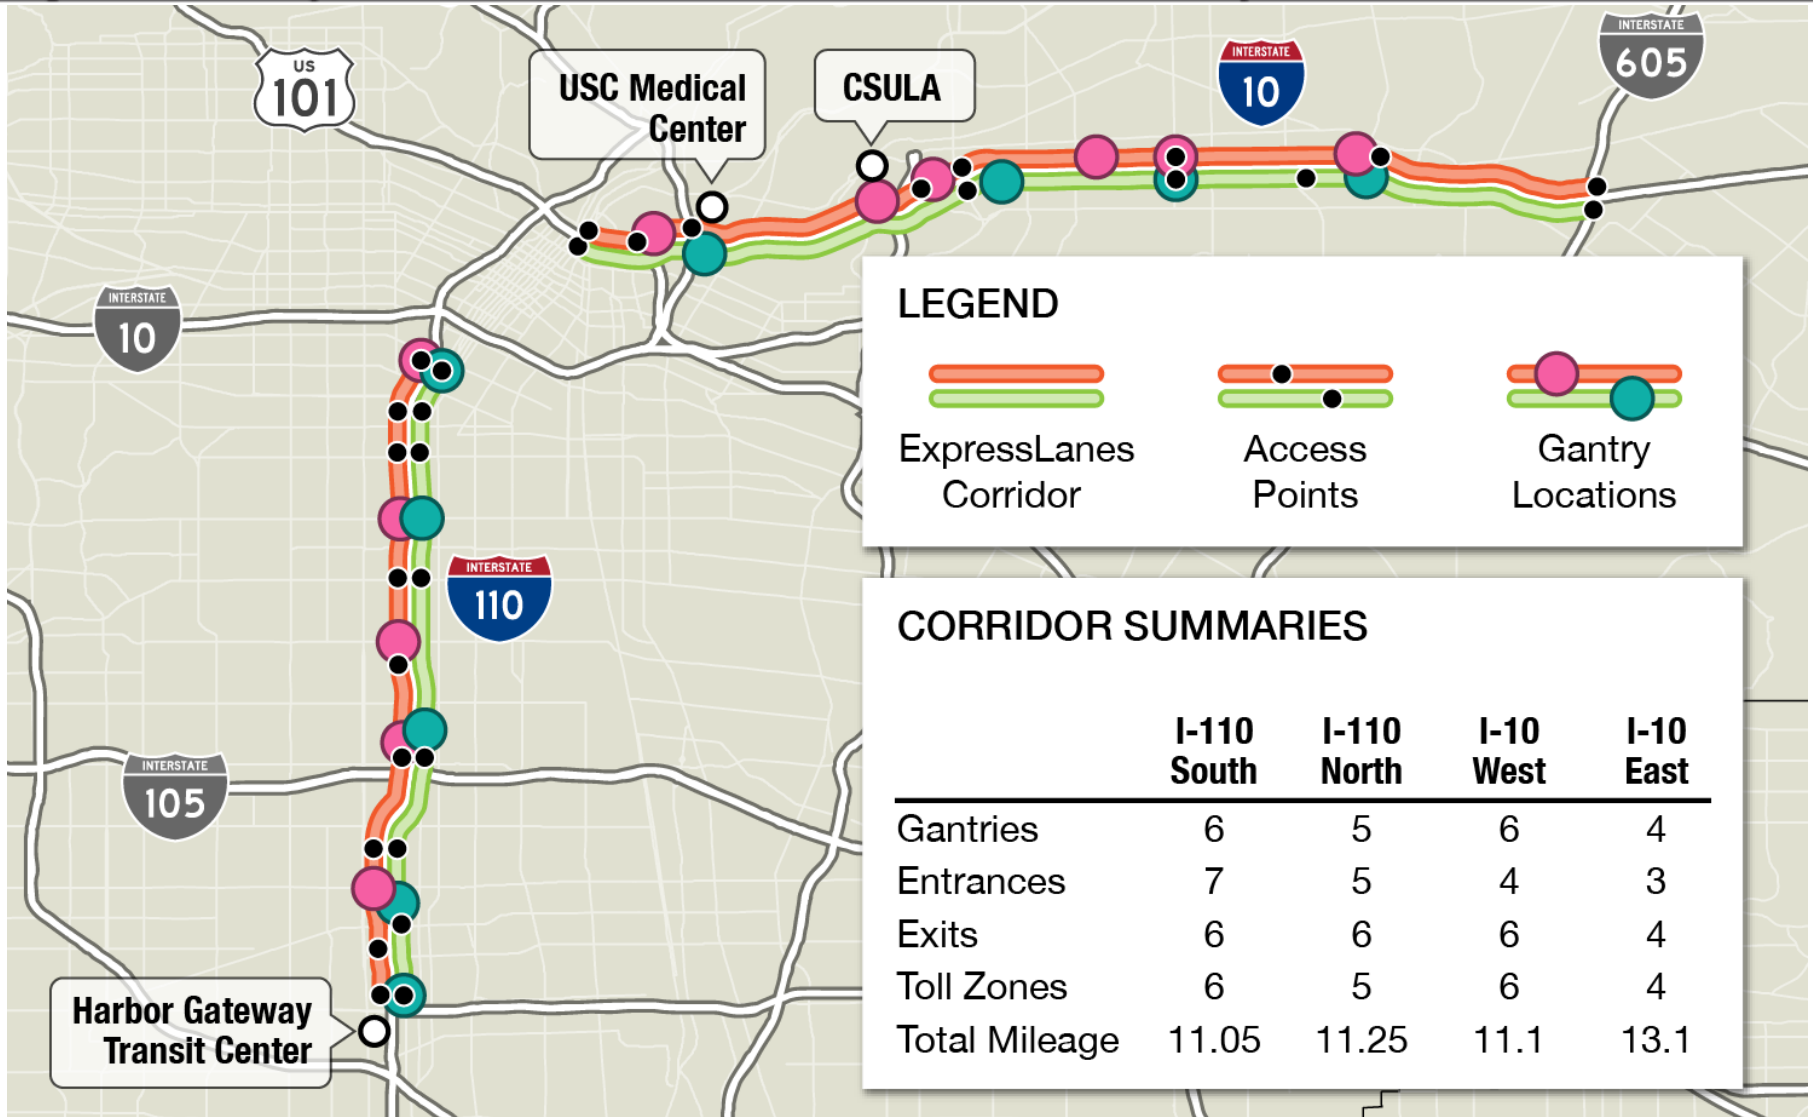 US
101
USC Medical
Center
CSULA
INTERSTATE
10
INTERSTATE
605
INTERSTATE
10
INTERSTATE
110
INTERSTATE
105
Harbor Gateway
Transit Center
LEGEND
ExpressLanes
Corridor
Access
Points
Gantry
Locations
CORRIDOR SUMMARIES
I-110 South I-110 North I-10 West I-10 East
Gantries 6 5 6 4
Entrances 7 5 4 3
Exits 6 6 6 4
Toll Zones 6 5 6 4
Total Mileage 11.05 11.25 11.1 13.1